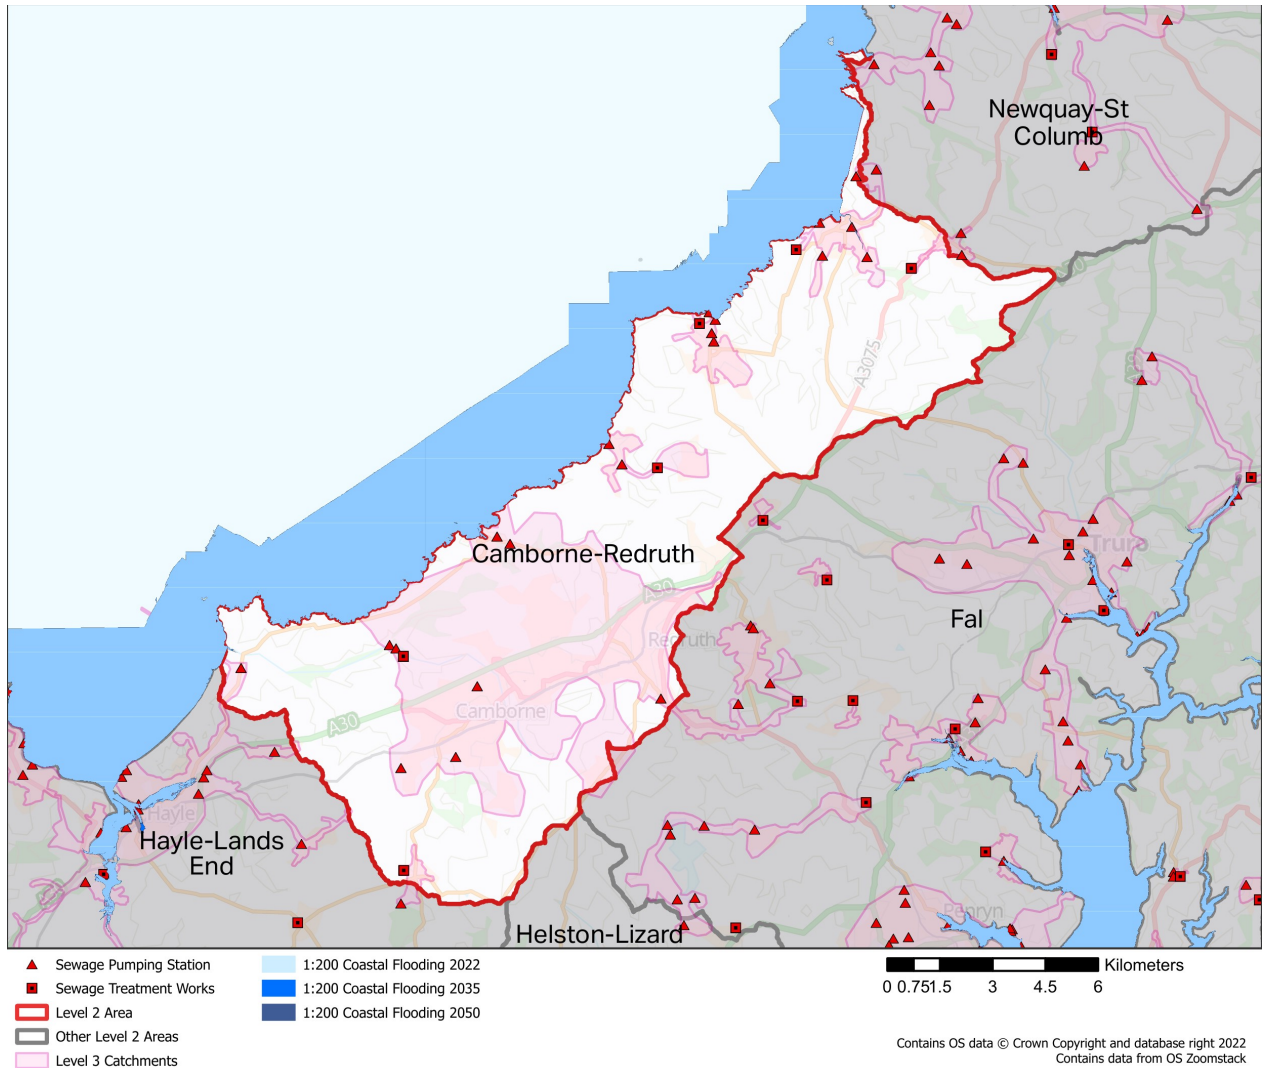 Newquay-St
Columb
A30
A3075
Truro
Camborne-Redruth
A30
Fal
Redruth
Camborne
A30
Hayle
Hayle-Lands
End
Penryn
Helston-Lizard
Sewage Pumping Station
Sewage Treatment Works
Level 2 Area
Other Level 2 Areas
Level 3 Catchments
1:200 Coastal Flooding 2022
1:200 Coastal Flooding 2035
1:200 Coastal Flooding 2050
Kilometers
0 0.75 1.5 3 4.5 6
Contains OS data © Crown Copyright and database right 2022
Contains data from OS Zoomstack